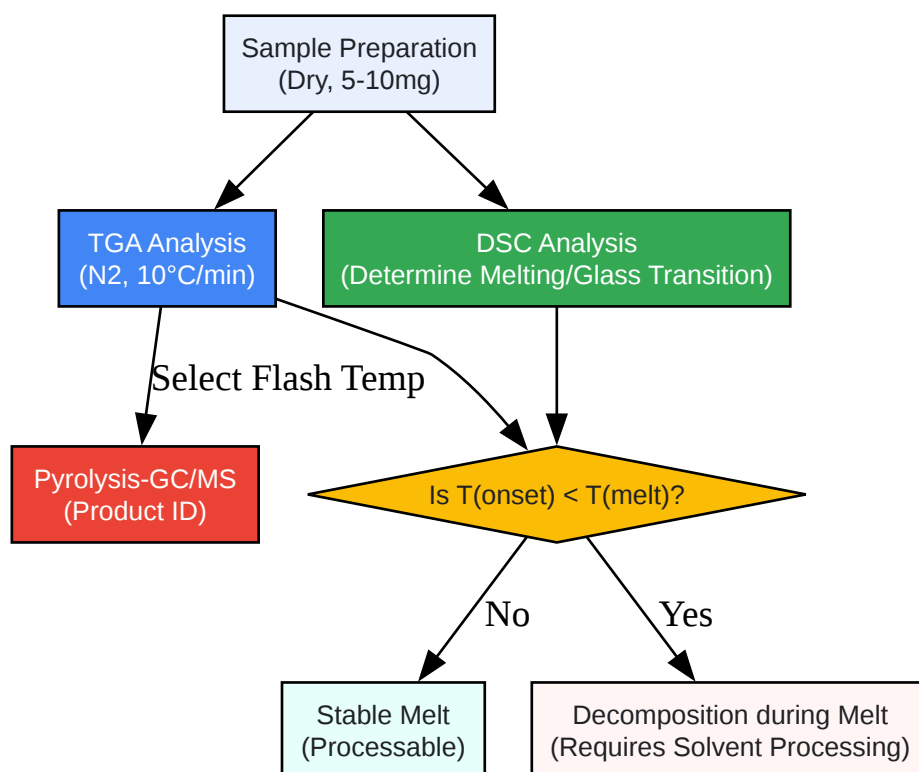 Sample Preparation
(Dry, 5-10mg)
TGA Analysis
(N2, 10°C/min)
DSC Analysis
(Determine Melting/Glass Transition)
Select Flash Temp
Pyrolysis-GC/MS
(Product ID)
Is T(onset) < T(melt)?
No
Yes
Stable Melt
(Processable)
Decomposition during Melt
(Requires Solvent Processing)